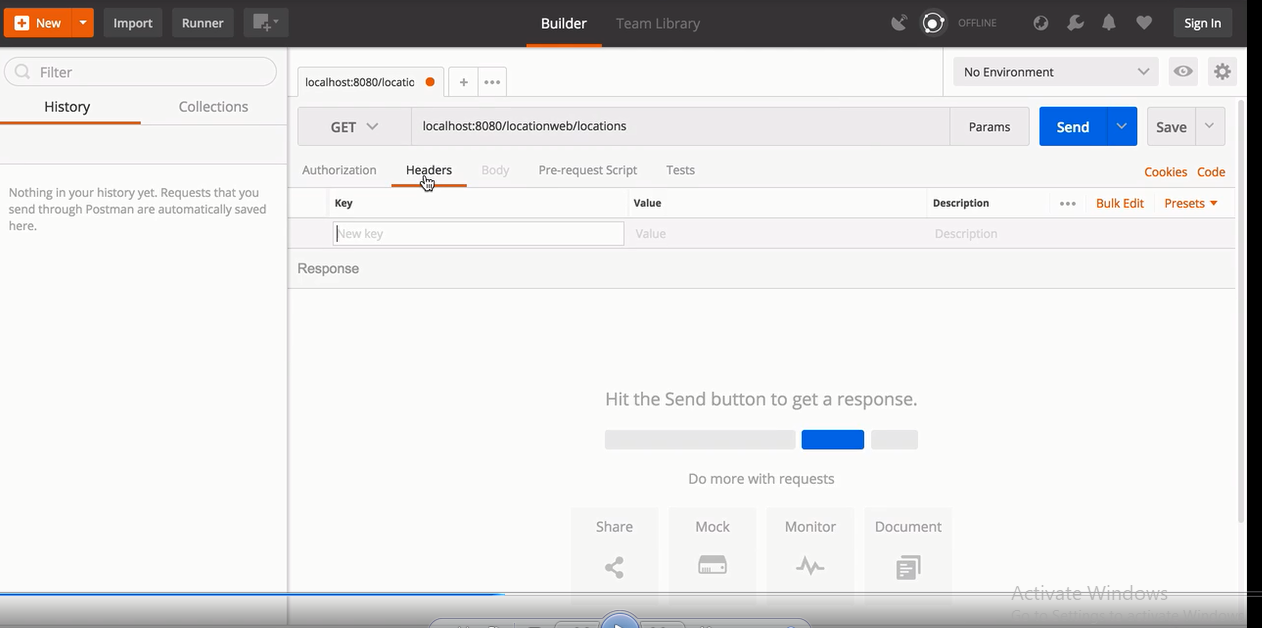 New
Import
Runner
Builder
Team Library
OFFLINE
Sign In
Filter
History
Collections
Nothing in your history yet. Requests that you
send through Postman are automatically saved
here.
localhost:8080/locatio
No Environment
GET
localhost:8080/locationweb/locations
Params
Send
Save
Authorization
Headers
Body
Pre-request Script
Tests
Cookies
Code
Key
Value
Description
Bulk Edit
Presets
New key
Value
Description
Response
Hit the Send button to get a response.
Do more with requests
Share
Mock
Monitor
Document
Activate Windows
Go to Settings to activate Windows